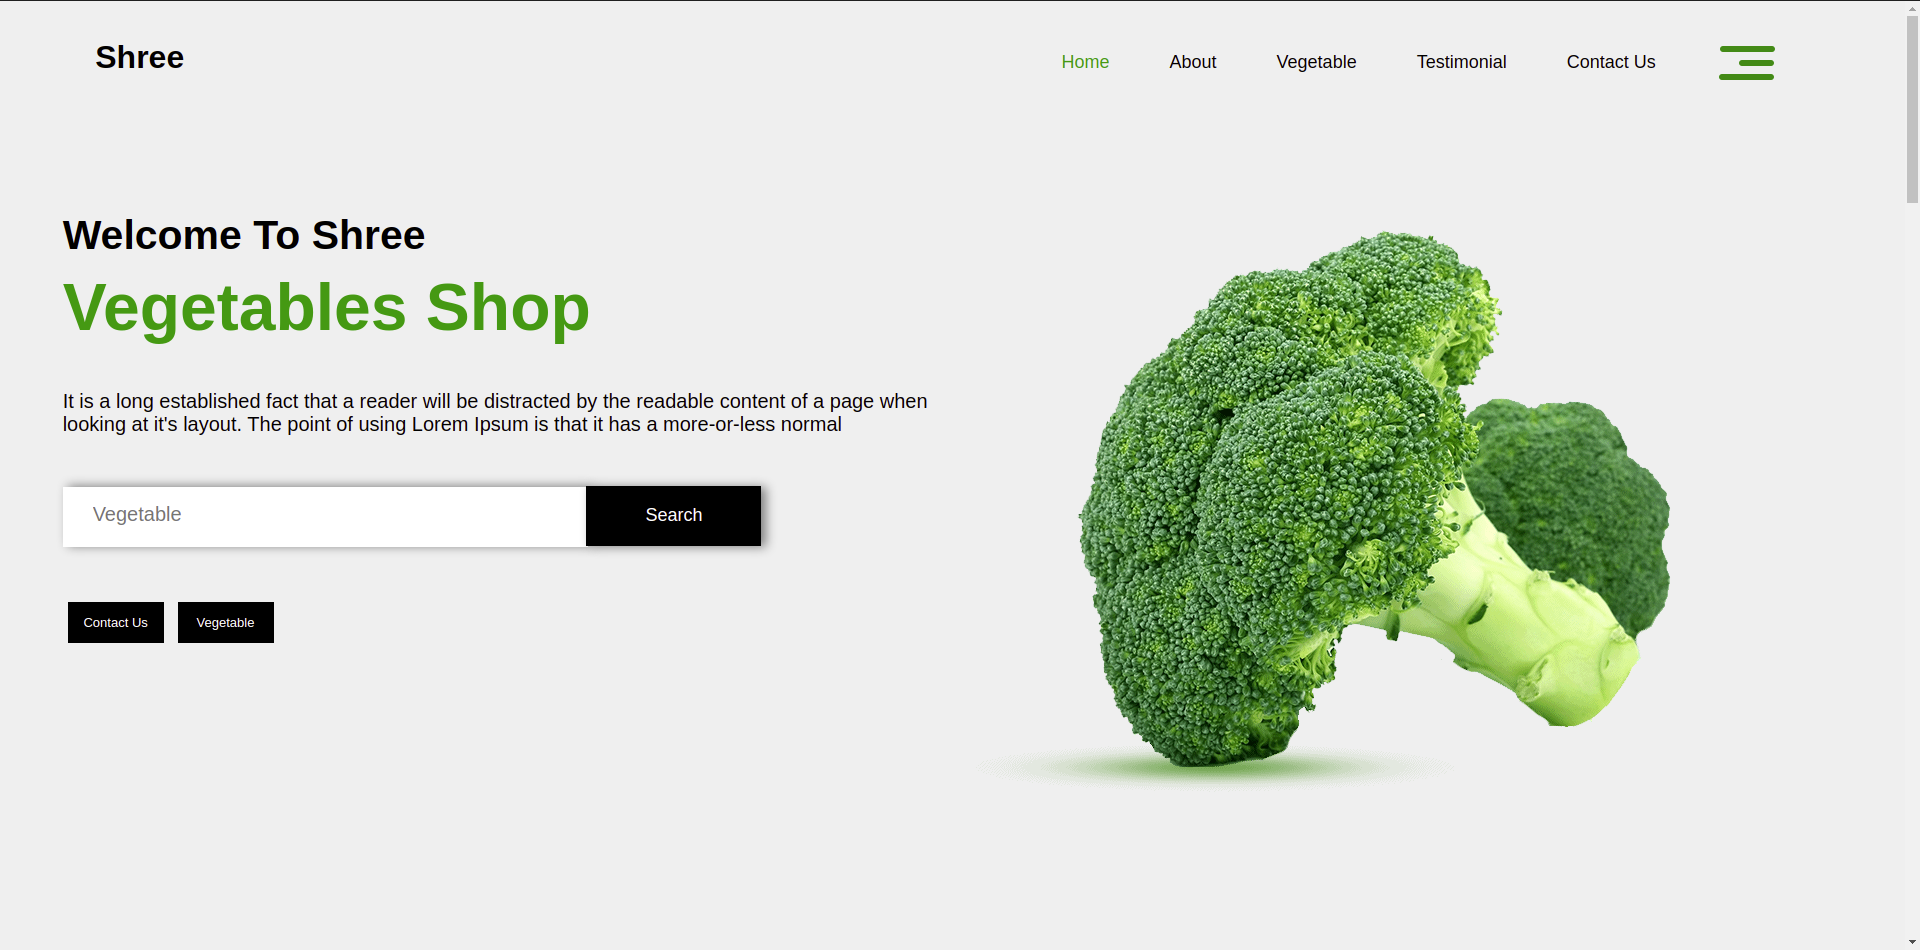 Shree
Home
About
Vegetable
Testimonial
Contact Us
Welcome To Shree
Vegetables Shop
It is a long established fact that a reader will be distracted by the readable content of a page when
looking at it's layout. The point of using Lorem Ipsum is that it has a more-or-less normal
Vegetable
Search
Contact Us
Vegetable